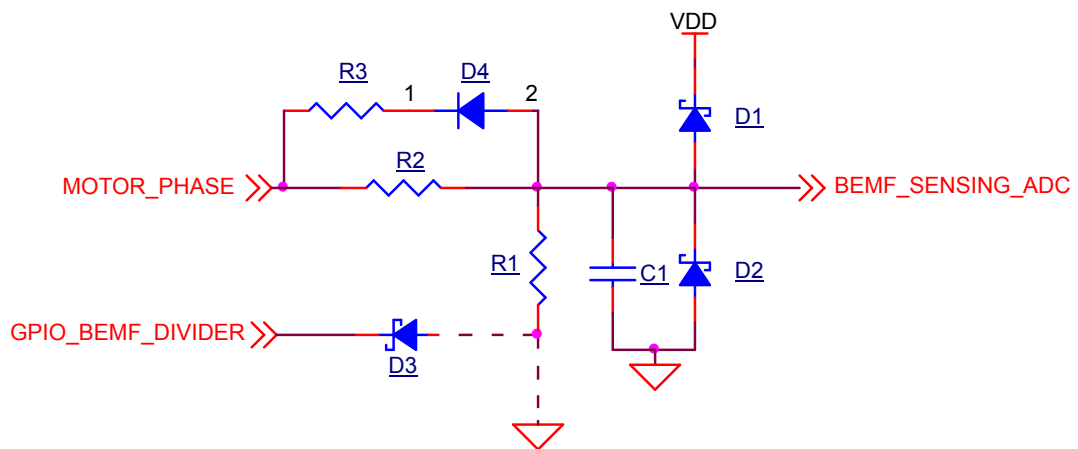 VDD
R3
1
D4
2
D1
R2
MOTOR_PHASE
BEMF_SENSING_ADC
R1
C1
D2
GPIO_BEMF_DIVIDER
D3